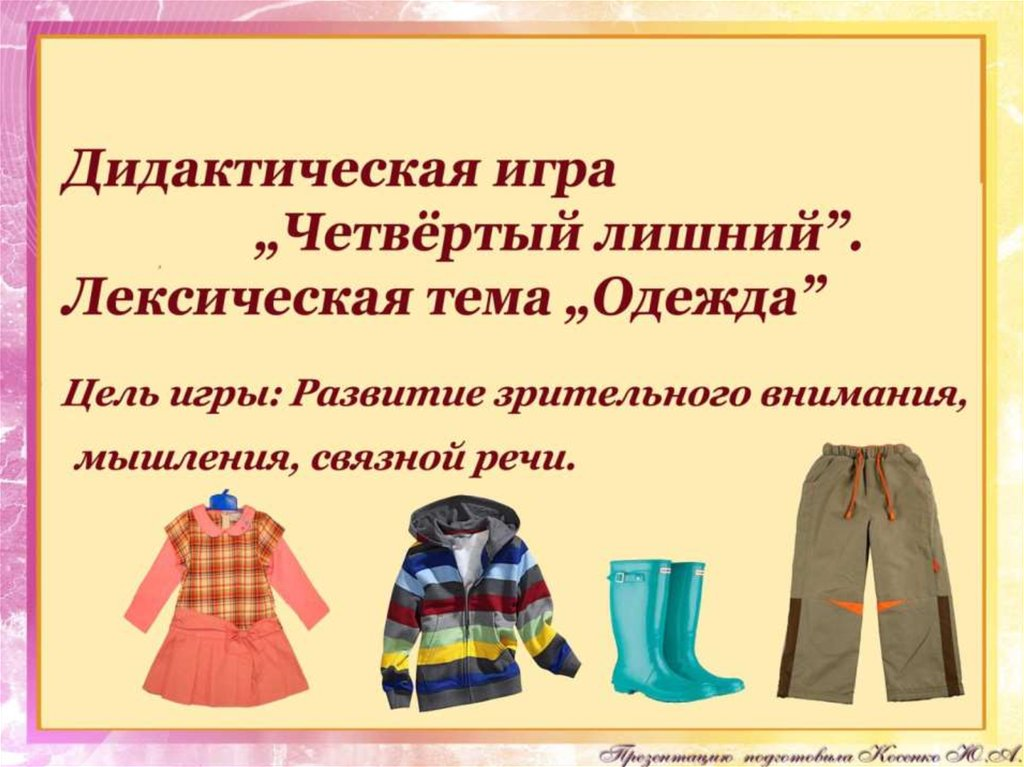 Дидактическая игра
„Четвёртый лишний”.
Лексическая тема „Одежда”
Цель игры: Развитие зрительного внимания,
мышления, связной речи.
Презентацию подготовила Косенко Ю.А.